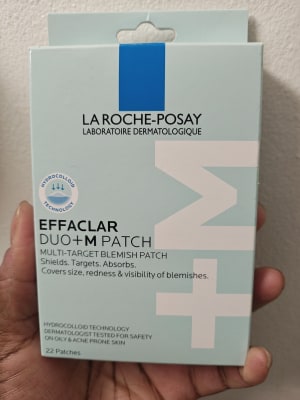 LA ROCHE-POSAY
LABORATOIRE DERMATOLOGIQUE
HYDROCOLLOID
TECHNOLOGY
EFFACLAR
DUO+M PATCH
MULTI-TARGET BLEMISH PATCH
Shields. Targets. Absorbs.
Covers size, redness & visibility of blemishes.
+M
HYDROCOLLOID TECHNOLOGY
DERMATOLOGIST TESTED FOR SAFETY
ON OILY & ACNE PRONE SKIN
22 Patches